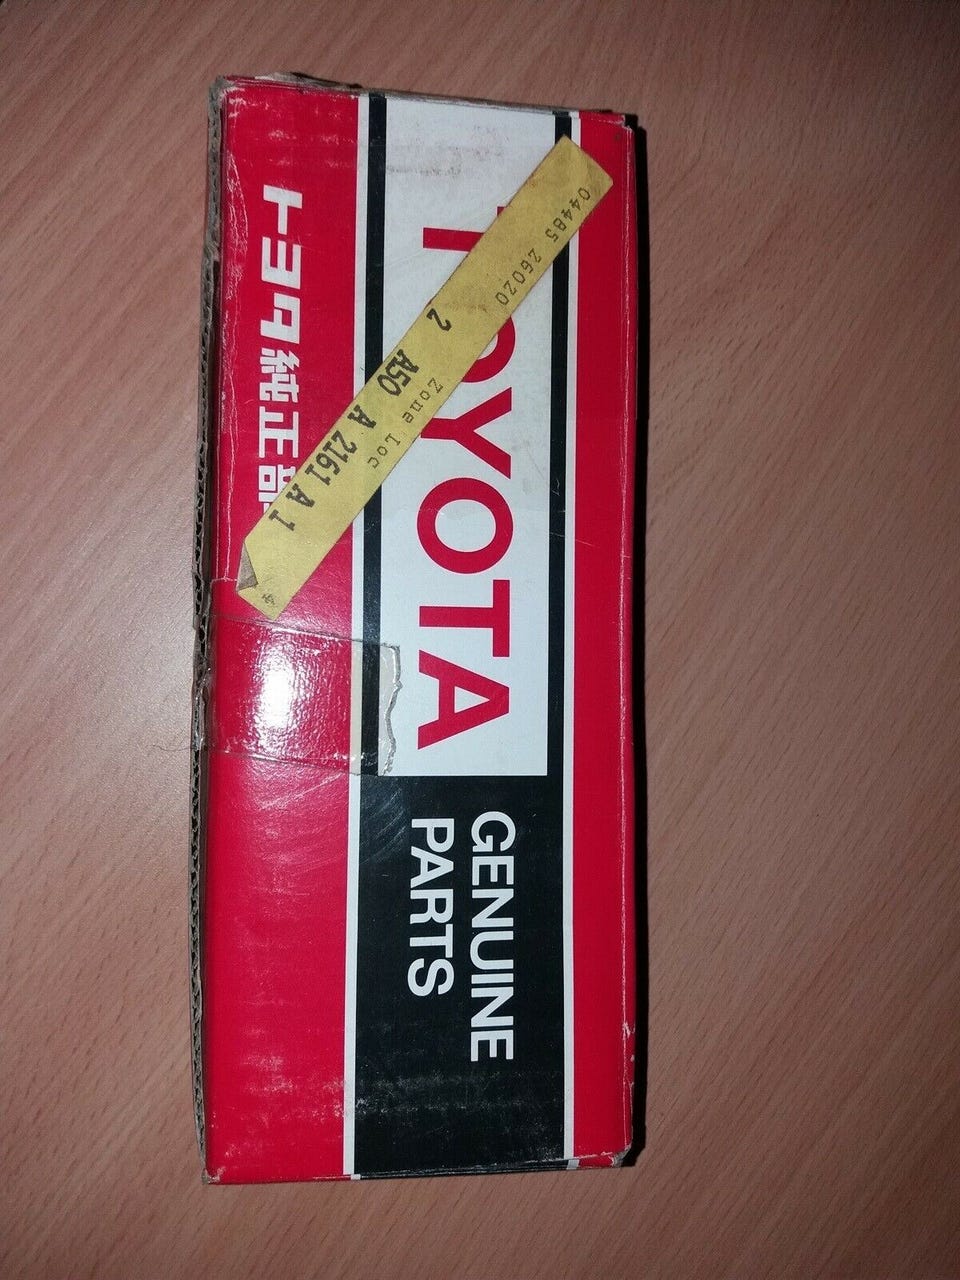 TOYOTA
GENUINE
PARTS
トヨタ純正部
04485 26020
Zone Loc
2 A50 A 2161 A 1